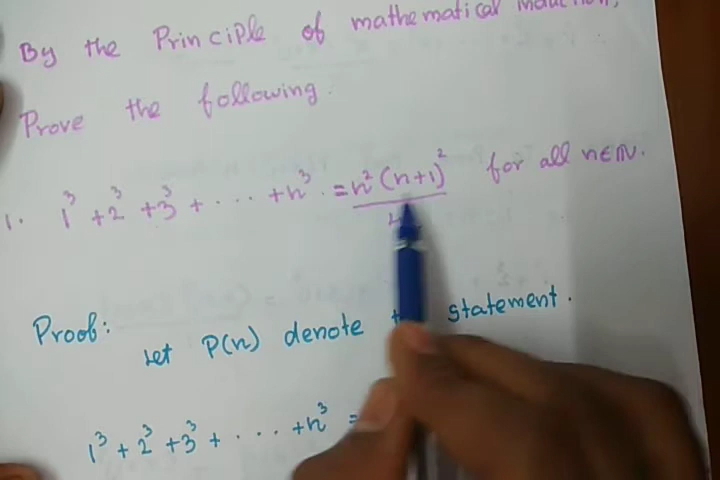 By the Principle of mathematical
Prove the following.
1. 1³ + 2³ + 3³ + . . . + n³ . = n² (n+1)² / 4 for all n∈N.
Proof:
Let P(n) denote statement.
1³ + 2³ + 3³ + . . . + n³ =